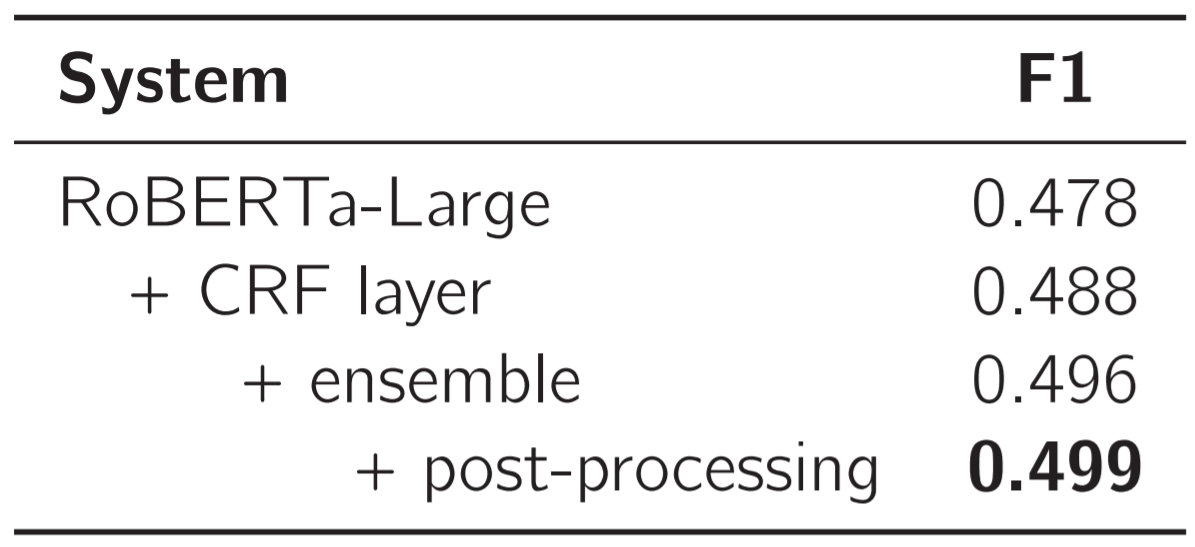 System F1
RoBERTa-Large 0.478
+ CRF layer 0.488
+ ensemble 0.496
+ post-processing 0.499